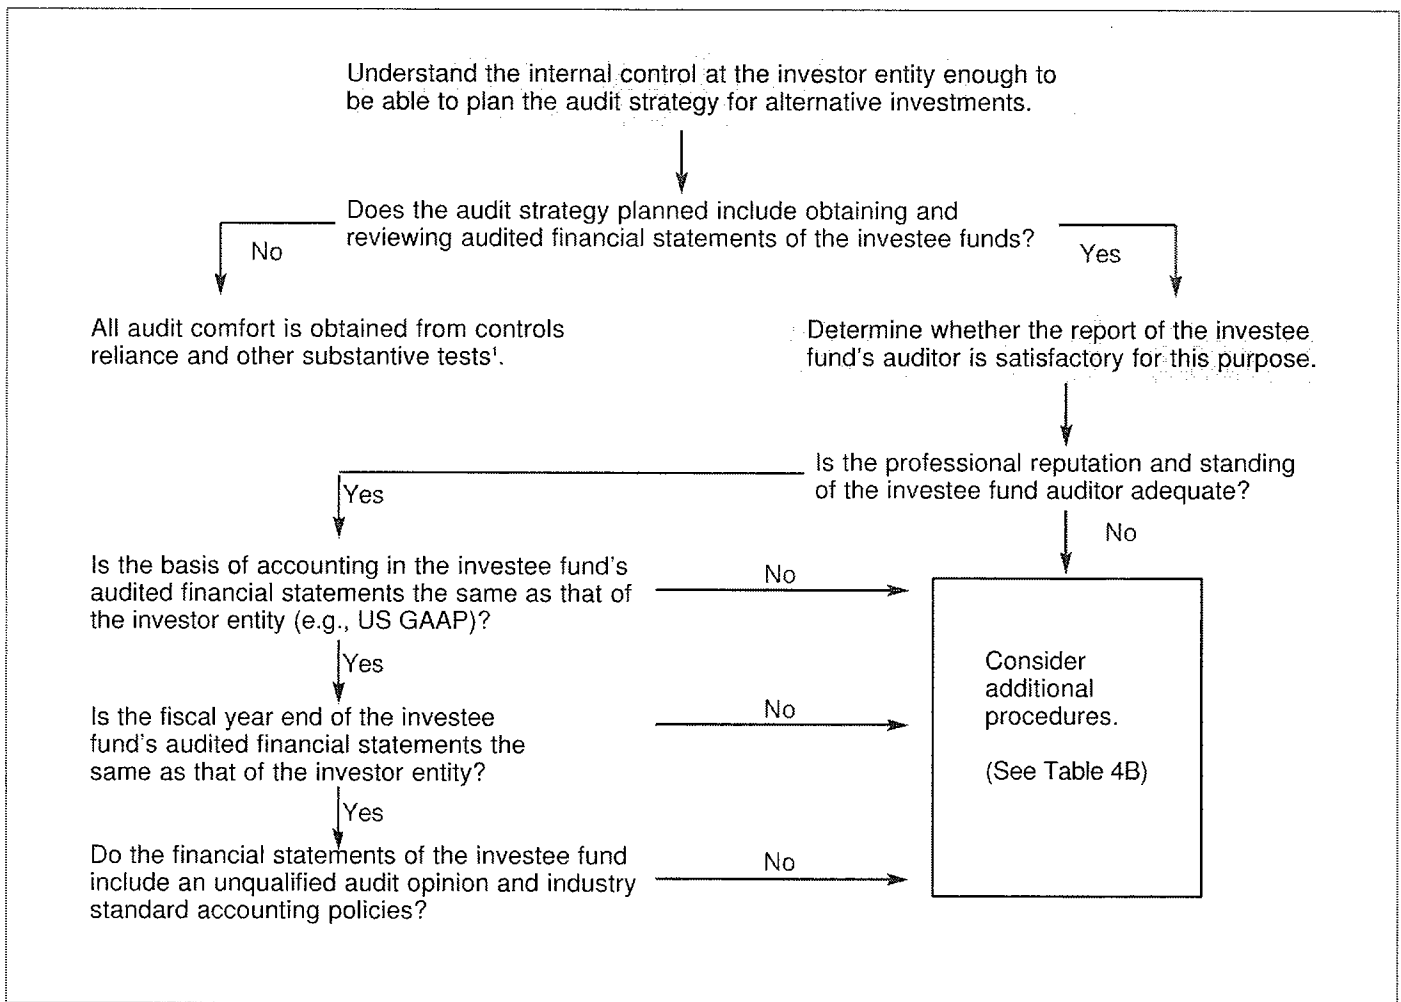 Understand the internal control at the investor entity enough to
be able to plan the audit strategy for alternative investments.
Does the audit strategy planned include obtaining and
reviewing audited financial statements of the investee funds?
No
Yes
All audit comfort is obtained from controls
reliance and other substantive tests¹.
Determine whether the report of the investee
fund's auditor is satisfactory for this purpose.
Is the professional reputation and standing
of the investee fund auditor adequate?
Yes
No
Is the basis of accounting in the investee fund's
audited financial statements the same as that of
the investor entity (e.g., US GAAP)?
No
Consider
additional
procedures.
(See Table 4B)
Yes
Is the fiscal year end of the investee
fund's audited financial statements the
same as that of the investor entity?
No
Yes
Do the financial statements of the investee fund
include an unqualified audit opinion and industry
standard accounting policies?
No